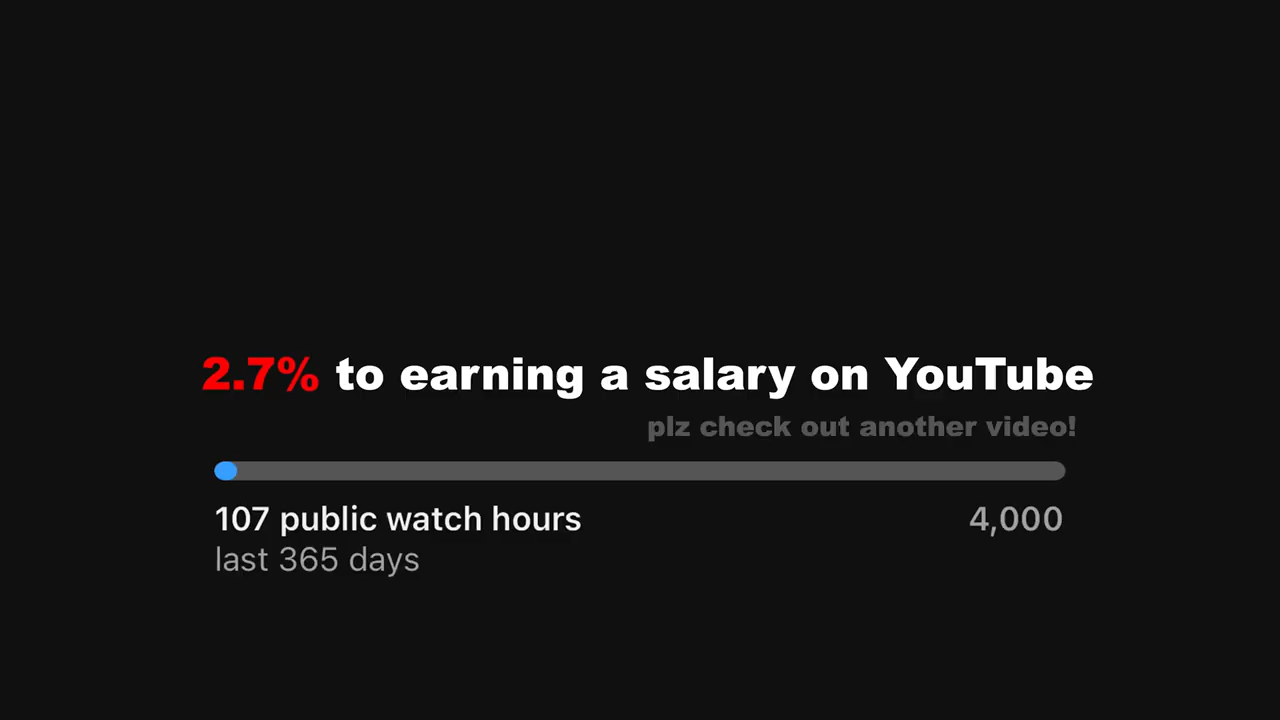 2.7% to earning a salary on YouTube
plz check out another video!
107 public watch hours 4,000
last 365 days